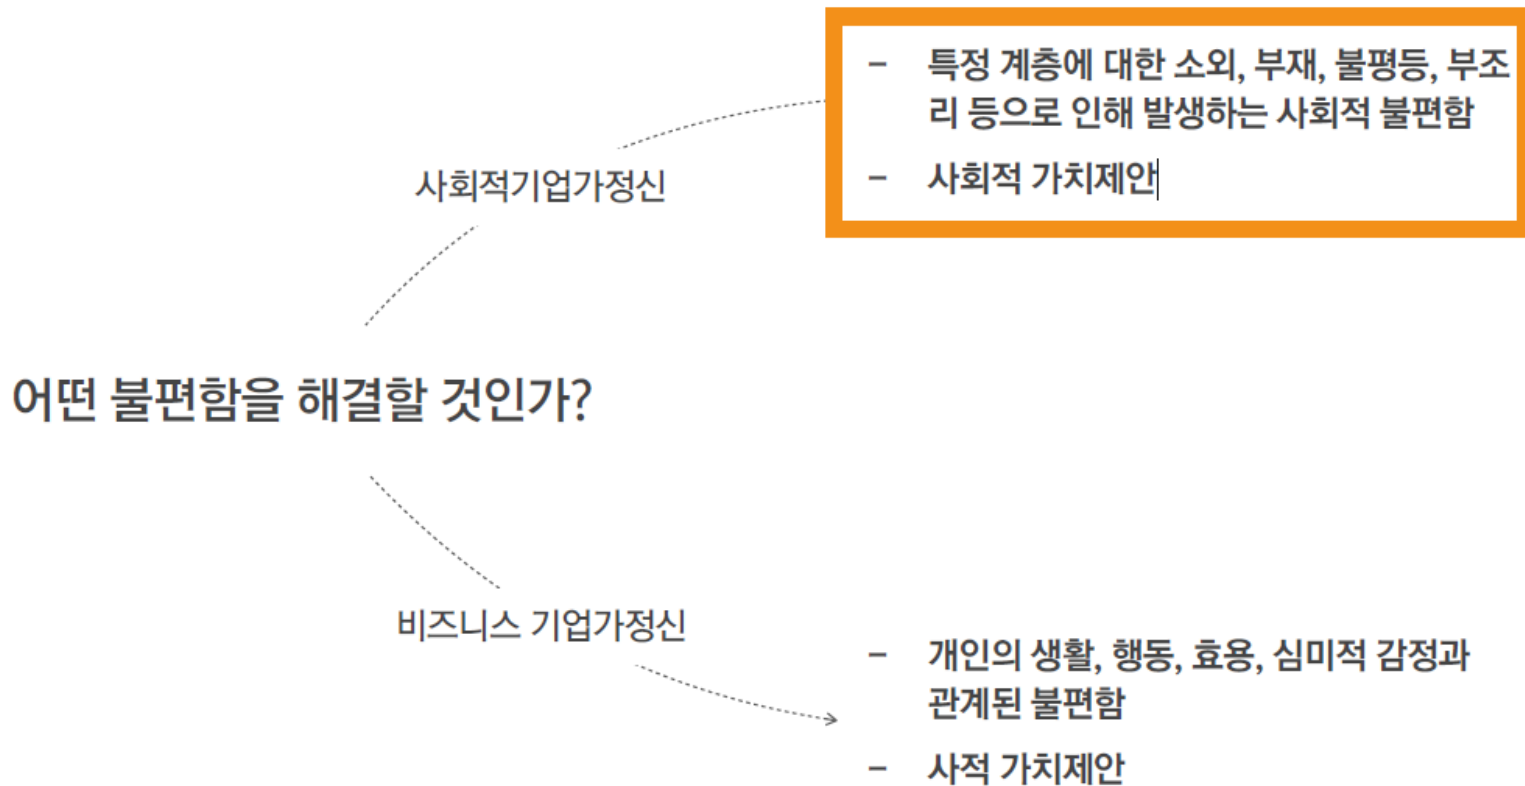 – 특정 계층에 대한 소외, 부재, 불평등, 부조
리 등으로 인해 발생하는 사회적 불편함
– 사회적 가치제안
사회적기업가정신
어떤 불편함을 해결할 것인가?
비즈니스 기업가정신
– 개인의 생활, 행동, 효용, 심미적 감정과
관계된 불편함
– 사적 가치제안